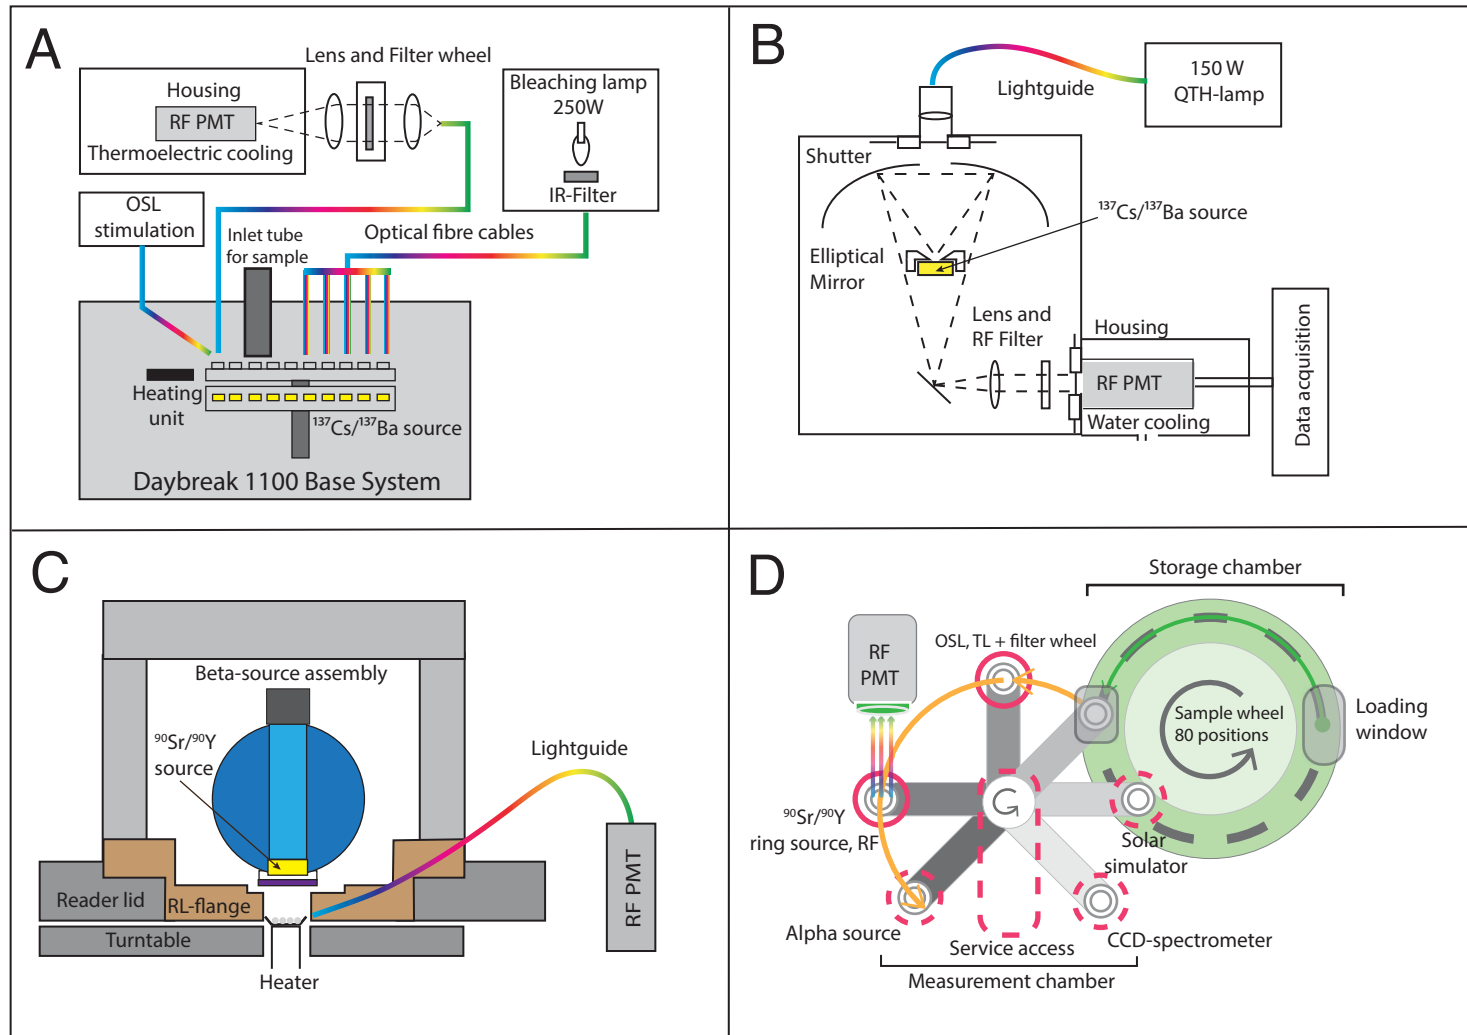 A
Lens and Filter wheel
Housing
RF PMT
Thermoelectric cooling
Bleaching lamp
250W
IR-Filter
OSL
stimulation
Inlet tube
for sample
Optical fibre cables
Heating
unit
¹³⁷Cs/¹³⁷Ba source
Daybreak 1100 Base System
B
Lightguide
150 W
QTH-lamp
Shutter
¹³⁷Cs/¹³⁷Ba source
Elliptical
Mirror
Lens and
RF Filter
Housing
RF PMT
Water cooling
Data acquisition
C
Beta-source assembly
⁹⁰Sr/⁹⁰Y
source
Lightguide
RF PMT
Reader lid
RL-flange
Turntable
Heater
D
Storage chamber
RF
PMT
OSL, TL + filter wheel
Sample wheel
80 positions
Loading
window
⁹⁰Sr/⁹⁰Y
ring source, RF
Solar
simulator
Alpha source
Service access
CCD-spectrometer
Measurement chamber